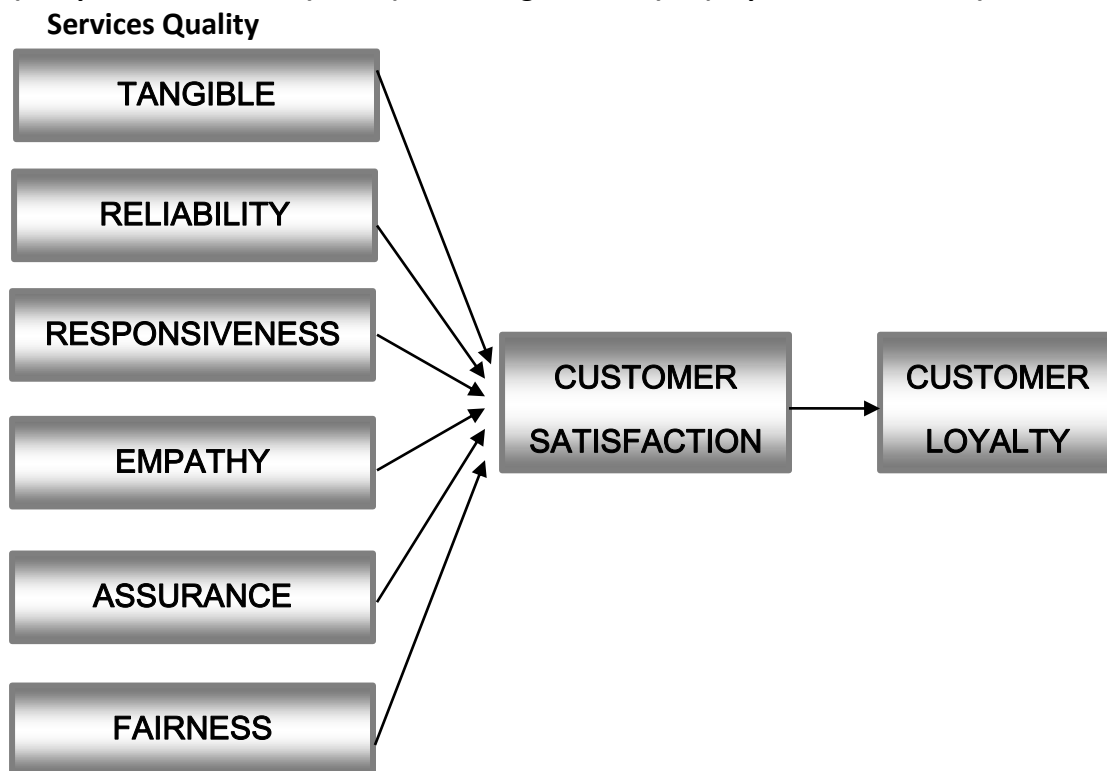 Services Quality
TANGIBLE
RELIABILITY
RESPONSIVENESS
EMPATHY
ASSURANCE
FAIRNESS
CUSTOMER
SATISFACTION
CUSTOMER
LOYALTY